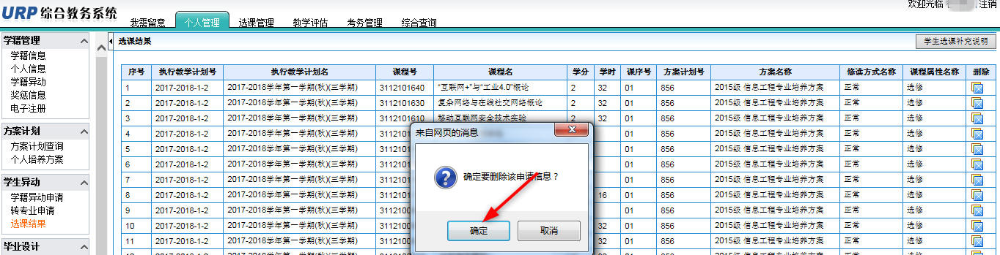 URP 综合教务系统
欢迎光临 注销
我需留意 个人管理 选课管理 教学评估 考务管理 综合查询
学籍管理
学籍信息
个人信息
学籍异动
奖惩信息
电子注册
方案计划
方案计划查询
个人培养方案
学生异动
学籍异动申请
转专业申请
选课结果
毕业设计
选课结果 学生选课补充说明
序号 执行教学计划号 执行教学计划名 课程号 课程名 学分 学时 课序号 方案计划号 方案名称 修读方式名称 课程属性名称 删除
1 2017-2018-1-2 2017-2018学年第一学期(秋)(三学期) 3112101640 “互联网+”与“工业4.0”概论 2 32 01 856 2015级 信息工程专业培养方案 正常 选修
2 2017-2018-1-2 2017-2018学年第一学期(秋)(三学期) 3112101630 复杂网络与在线社交网络概论 2 32 01 856 2015级 信息工程专业培养方案 正常 选修
3 2017-2018-1-2 2017-2018学年第一学期(秋)(三学期) 3112101610 移动互联网安全技术实验 2 32 01 856 2015级 信息工程专业培养方案 正常 选修
4 2017-2018-1-2 2017-2018学年第一学期(秋)(三学期) 3112101 01 856 2015级 信息工程专业培养方案 正常 选修
5 2017-2018-1-2 2017-2018学年第一学期(秋)(三学期) 3112101 01 856 2015级 信息工程专业培养方案 正常 选修
6 2017-2018-1-2 2017-2018学年第一学期(秋)(三学期) 3112101 01 856 2015级 信息工程专业培养方案 正常 选修
7 2017-2018-1-2 2017-2018学年第一学期(秋)(三学期) 3112101 01 856 2015级 信息工程专业培养方案 正常 选修
8 2017-2018-1-2 2017-2018学年第一学期(秋)(三学期) 3112101 16 01 856 2015级 信息工程专业培养方案 正常 选修
9 2017-2018-1-2 2017-2018学年第一学期(秋)(三学期) 3112100 01 856 2015级 信息工程专业培养方案 正常 选修
10 2017-2018-1-2 2017-2018学年第一学期(秋)(三学期) 3112100 32 01 856 2015级 信息工程专业培养方案 正常 选修
11 2017-2018-1-2 2017-2018学年第一学期(秋)(三学期) 3112100 32 01 856 2015级 信息工程专业培养方案 正常 选修
来自网页的消息
确定要删除该申请信息？
确定 取消